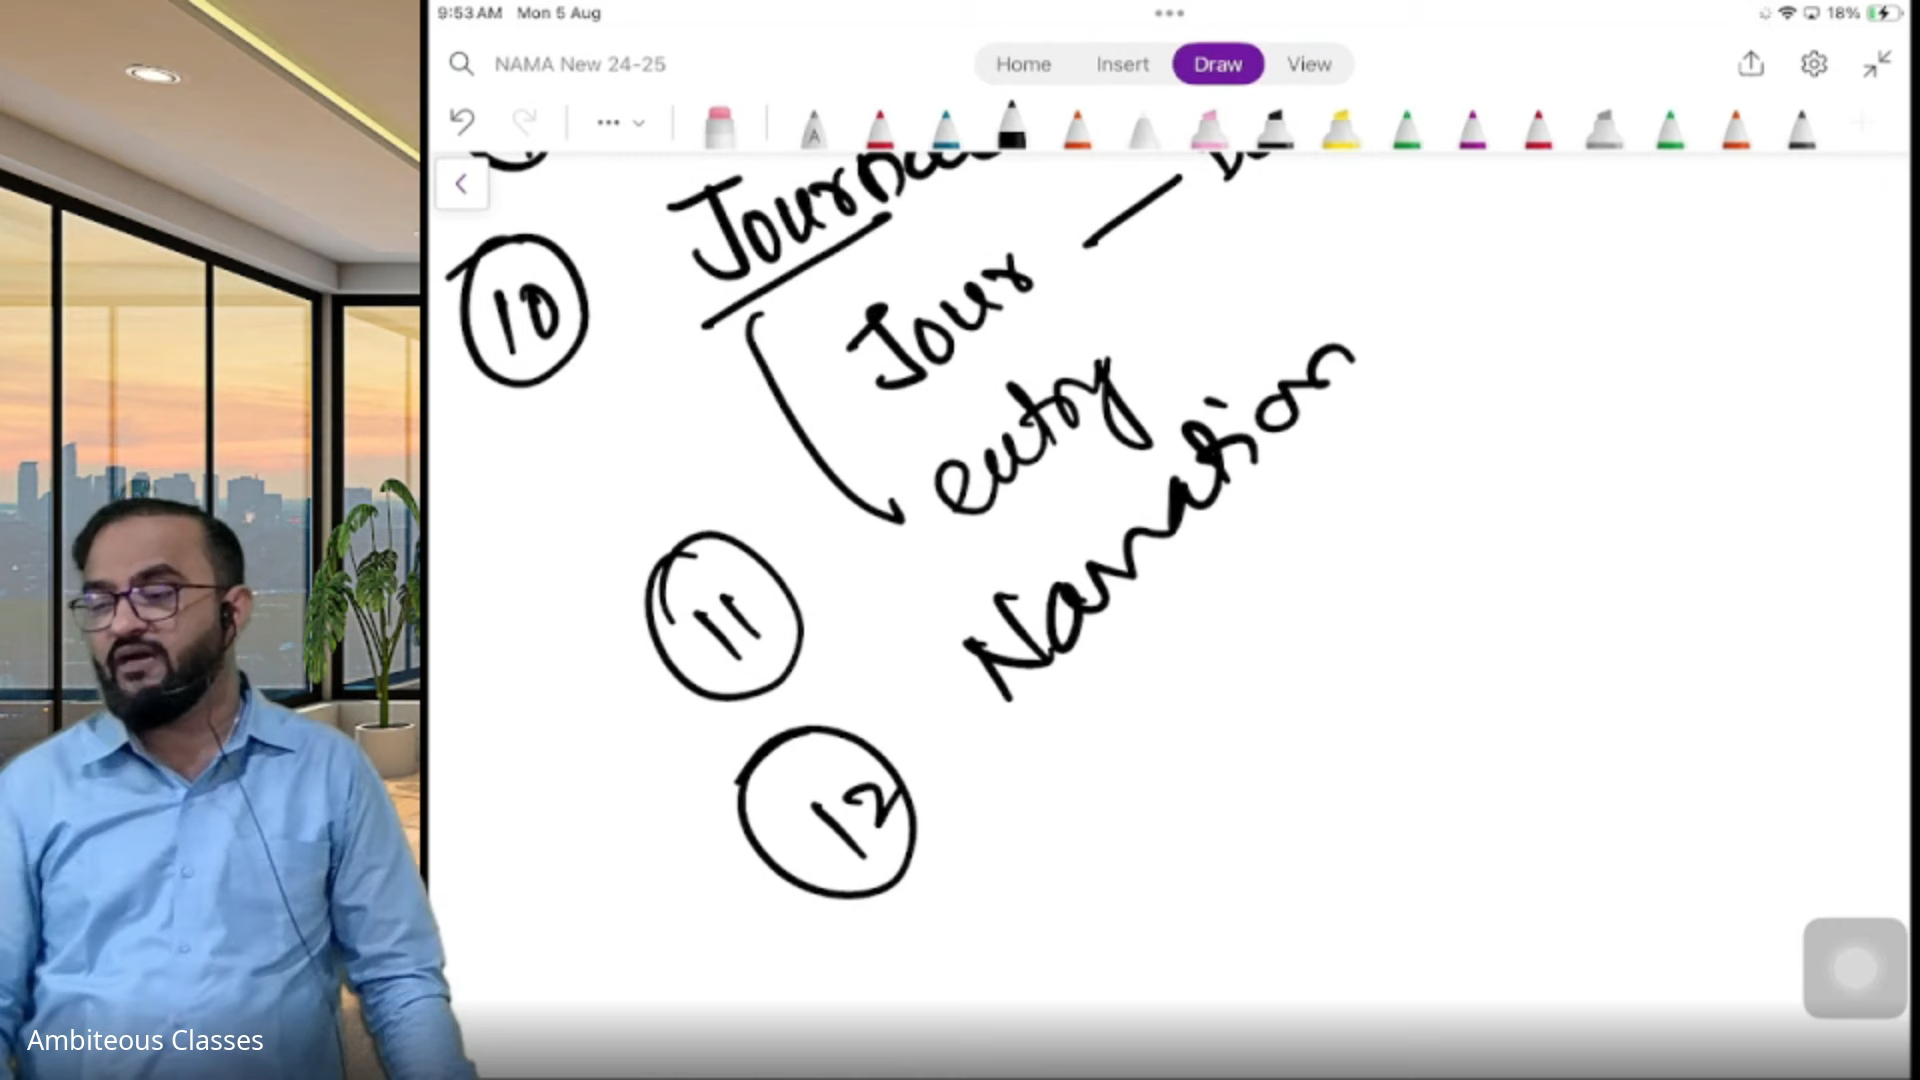 9:53 AM Mon 5 Aug
18%
NAMA New 24-25
Home Insert Draw View
A
10 Journal
Jour —
entry
11 Narration
12
Ambiteous Classes